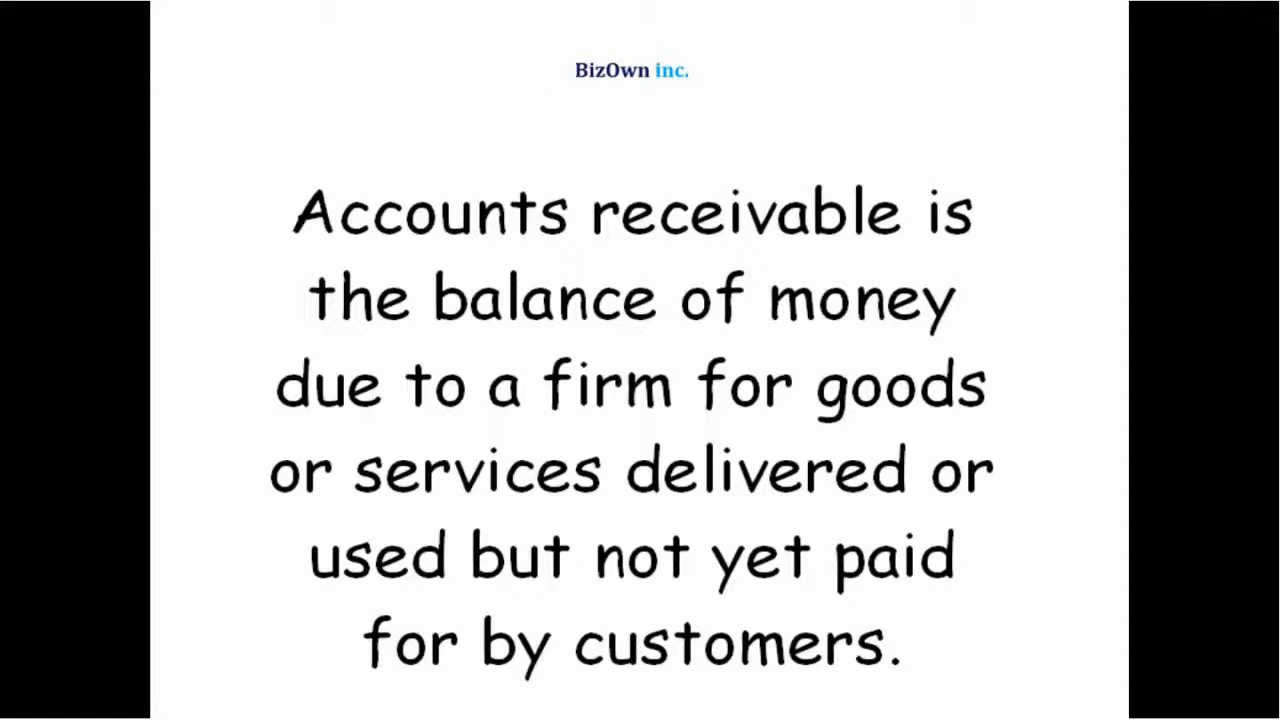 BizOwn inc.
Accounts receivable is
the balance of money
due to a firm for goods
or services delivered or
used but not yet paid
for by customers.